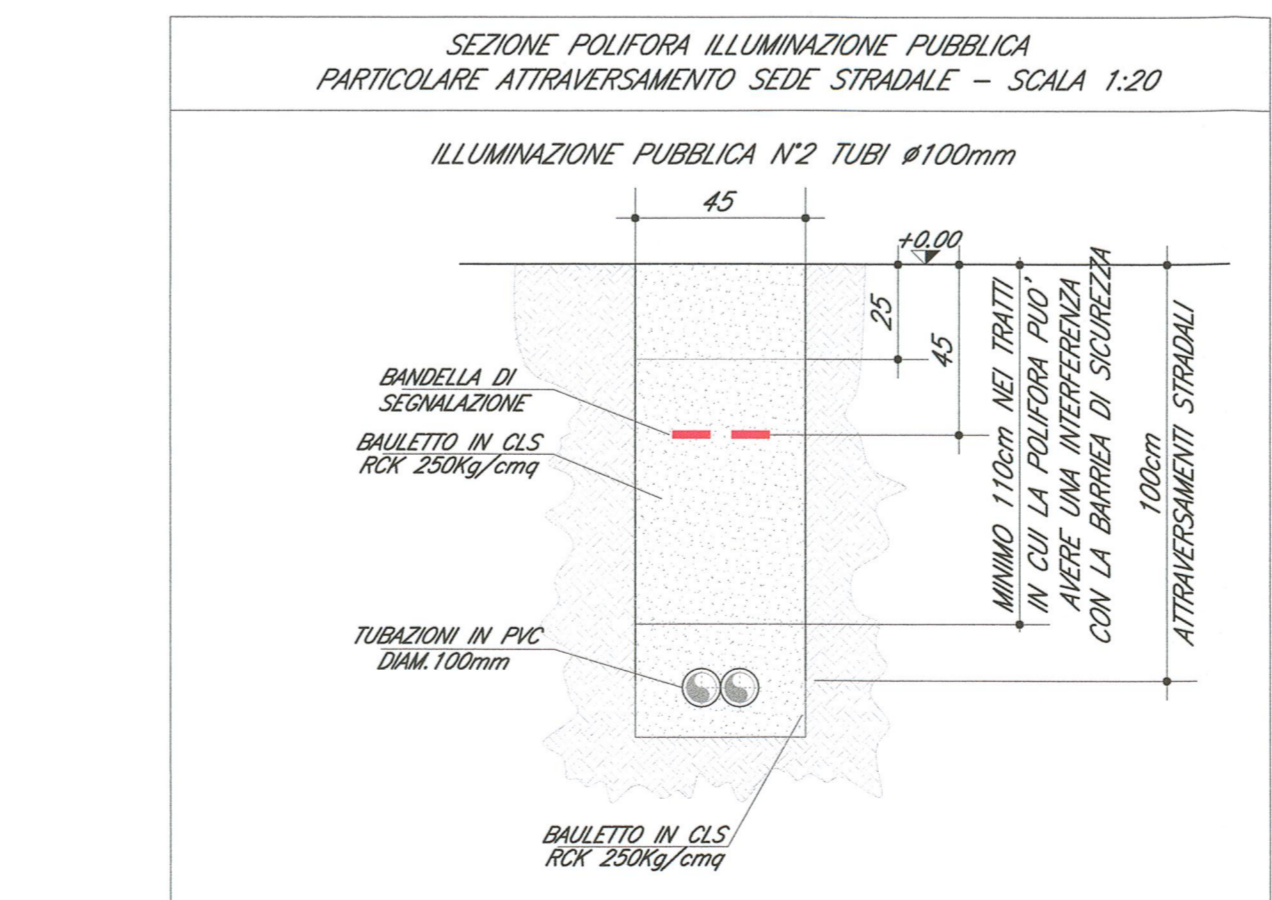 SEZIONE POLIFORA ILLUMINAZIONE PUBBLICA
PARTICOLARE ATTRAVERSAMENTO SEDE STRADALE – SCALA 1:20
ILLUMINAZIONE PUBBLICA N°2 TUBI ø100mm
45
+0.00
25
45
BANDELLA DI
SEGNALAZIONE
BAULETTO IN CLS
RCK 250Kg/cmq
TUBAZIONI IN PVC
DIAM.100mm
BAULETTO IN CLS
RCK 250Kg/cmq
MINIMO 110cm NEI TRATTI
IN CUI LA POLIFORA PUO'
AVERE UNA INTERFERENZA
CON LA BARRIEA DI SICUREZZA
100cm
ATTRAVERSAMENTI STRADALI